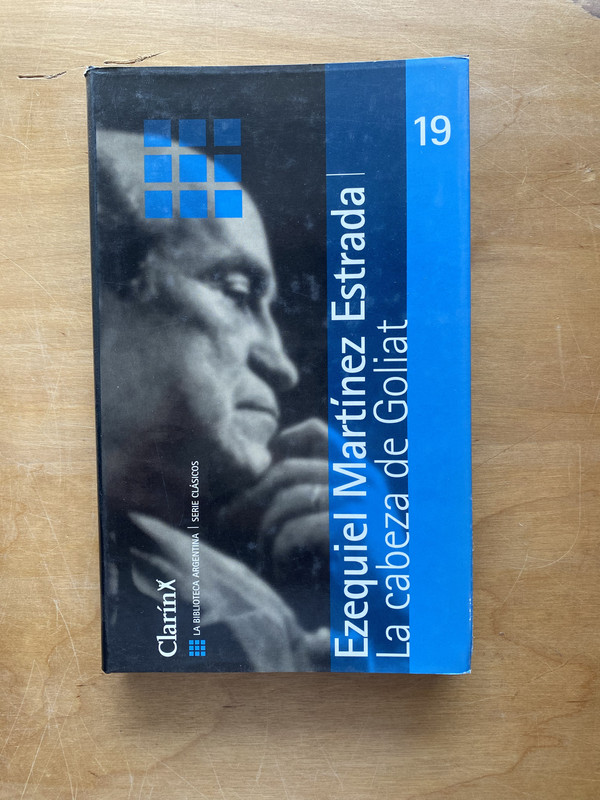 19
Ezequiel Martínez Estrada
La cabeza de Goliat
Clarín
LA BIBLIOTECA ARGENTINA | SERIE CLÁSICOS